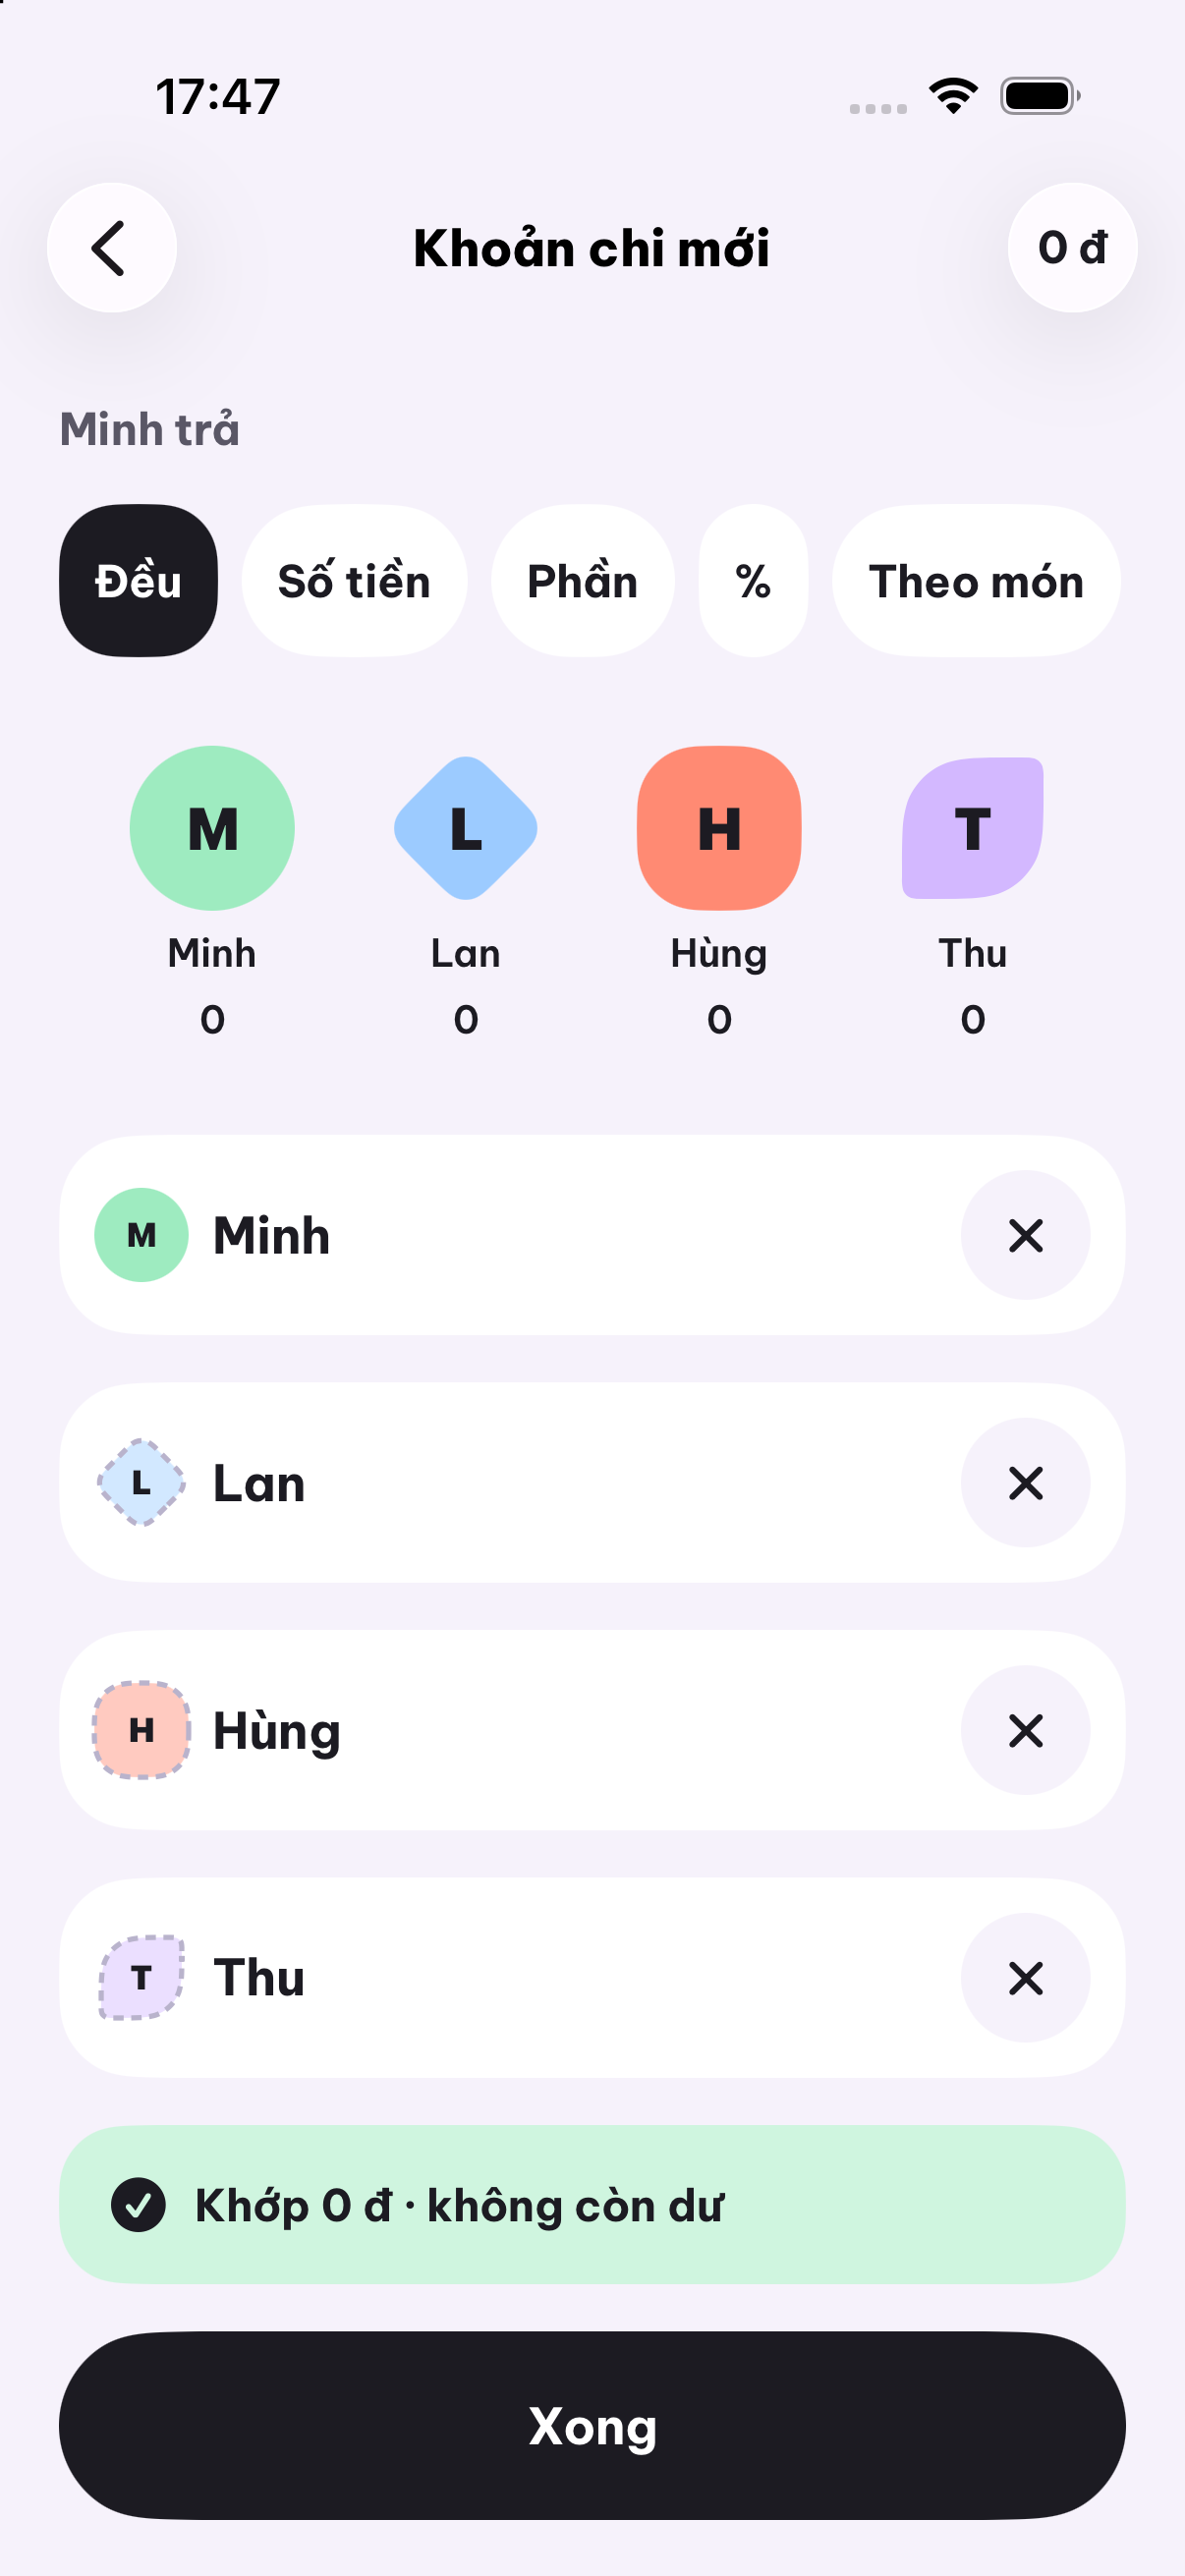 17:47
Khoản chi mới
0 đ
Minh trả
Đều Số tiền Phần % Theo món
M L H T
Minh Lan Hùng Thu
0 0 0 0
M Minh
L Lan
H Hùng
T Thu
Khớp 0 đ · không còn dư
Xong